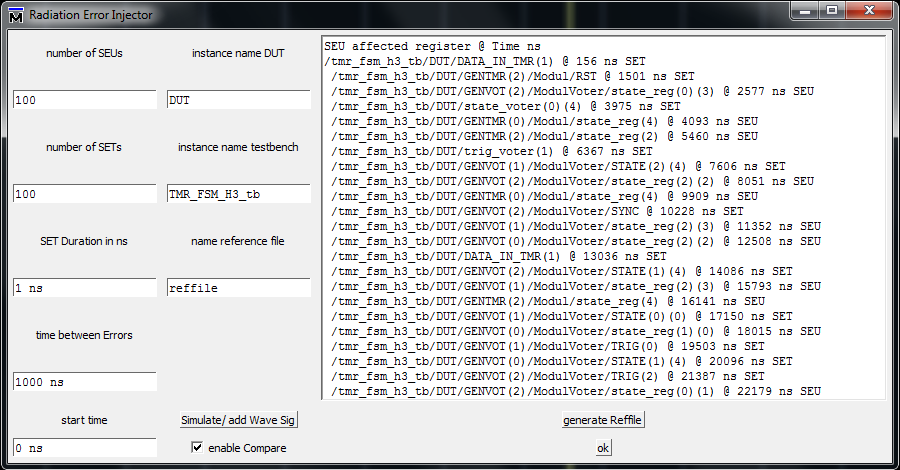 Radiation Error Injector
number of SEUs
instance name DUT
100
DUT
number of SETs
instance name testbench
100
TMR_FSM_H3_tb
SET Duration in ns
name reference file
1 ns
reffile
time between Errors
1000 ns
start time
Simulate/ add Wave Sig
0 ns
enable Compare
SEU affected register @ Time ns
/tmr_fsm_h3_tb/DUT/DATA_IN_TMR(1) @ 156 ns SET
/tmr_fsm_h3_tb/DUT/GENTMR(2)/Modul/RST @ 1501 ns SET
/tmr_fsm_h3_tb/DUT/GENVOT(2)/ModulVoter/state_reg(0)(3) @ 2577 ns SEU
/tmr_fsm_h3_tb/DUT/state_voter(0)(4) @ 3975 ns SET
/tmr_fsm_h3_tb/DUT/GENTMR(0)/Modul/state_reg(4) @ 4093 ns SEU
/tmr_fsm_h3_tb/DUT/GENTMR(2)/Modul/state_reg(2) @ 5460 ns SEU
/tmr_fsm_h3_tb/DUT/trig_voter(1) @ 6367 ns SET
/tmr_fsm_h3_tb/DUT/GENVOT(1)/ModulVoter/STATE(2)(4) @ 7606 ns SET
/tmr_fsm_h3_tb/DUT/GENVOT(2)/ModulVoter/state_reg(2)(2) @ 8051 ns SEU
/tmr_fsm_h3_tb/DUT/GENTMR(0)/Modul/state_reg(4) @ 9909 ns SEU
/tmr_fsm_h3_tb/DUT/GENVOT(2)/ModulVoter/SYNC @ 10228 ns SET
/tmr_fsm_h3_tb/DUT/GENVOT(1)/ModulVoter/state_reg(2)(3) @ 11352 ns SEU
/tmr_fsm_h3_tb/DUT/GENVOT(0)/ModulVoter/state_reg(2)(2) @ 12508 ns SEU
/tmr_fsm_h3_tb/DUT/DATA_IN_TMR(1) @ 13036 ns SET
/tmr_fsm_h3_tb/DUT/GENVOT(2)/ModulVoter/STATE(1)(4) @ 14086 ns SET
/tmr_fsm_h3_tb/DUT/GENVOT(2)/ModulVoter/state_reg(2)(3) @ 15793 ns SEU
/tmr_fsm_h3_tb/DUT/GENTMR(2)/Modul/state_reg(4) @ 16141 ns SEU
/tmr_fsm_h3_tb/DUT/GENVOT(1)/ModulVoter/STATE(0)(0) @ 17150 ns SET
/tmr_fsm_h3_tb/DUT/GENVOT(0)/ModulVoter/state_reg(1)(0) @ 18015 ns SEU
/tmr_fsm_h3_tb/DUT/GENVOT(1)/ModulVoter/TRIG(0) @ 19503 ns SET
/tmr_fsm_h3_tb/DUT/GENVOT(0)/ModulVoter/STATE(1)(4) @ 20096 ns SET
/tmr_fsm_h3_tb/DUT/GENVOT(2)/ModulVoter/TRIG(2) @ 21387 ns SET
/tmr_fsm_h3_tb/DUT/GENVOT(2)/ModulVoter/state_reg(0)(1) @ 22179 ns SEU
generate Reffile
ok